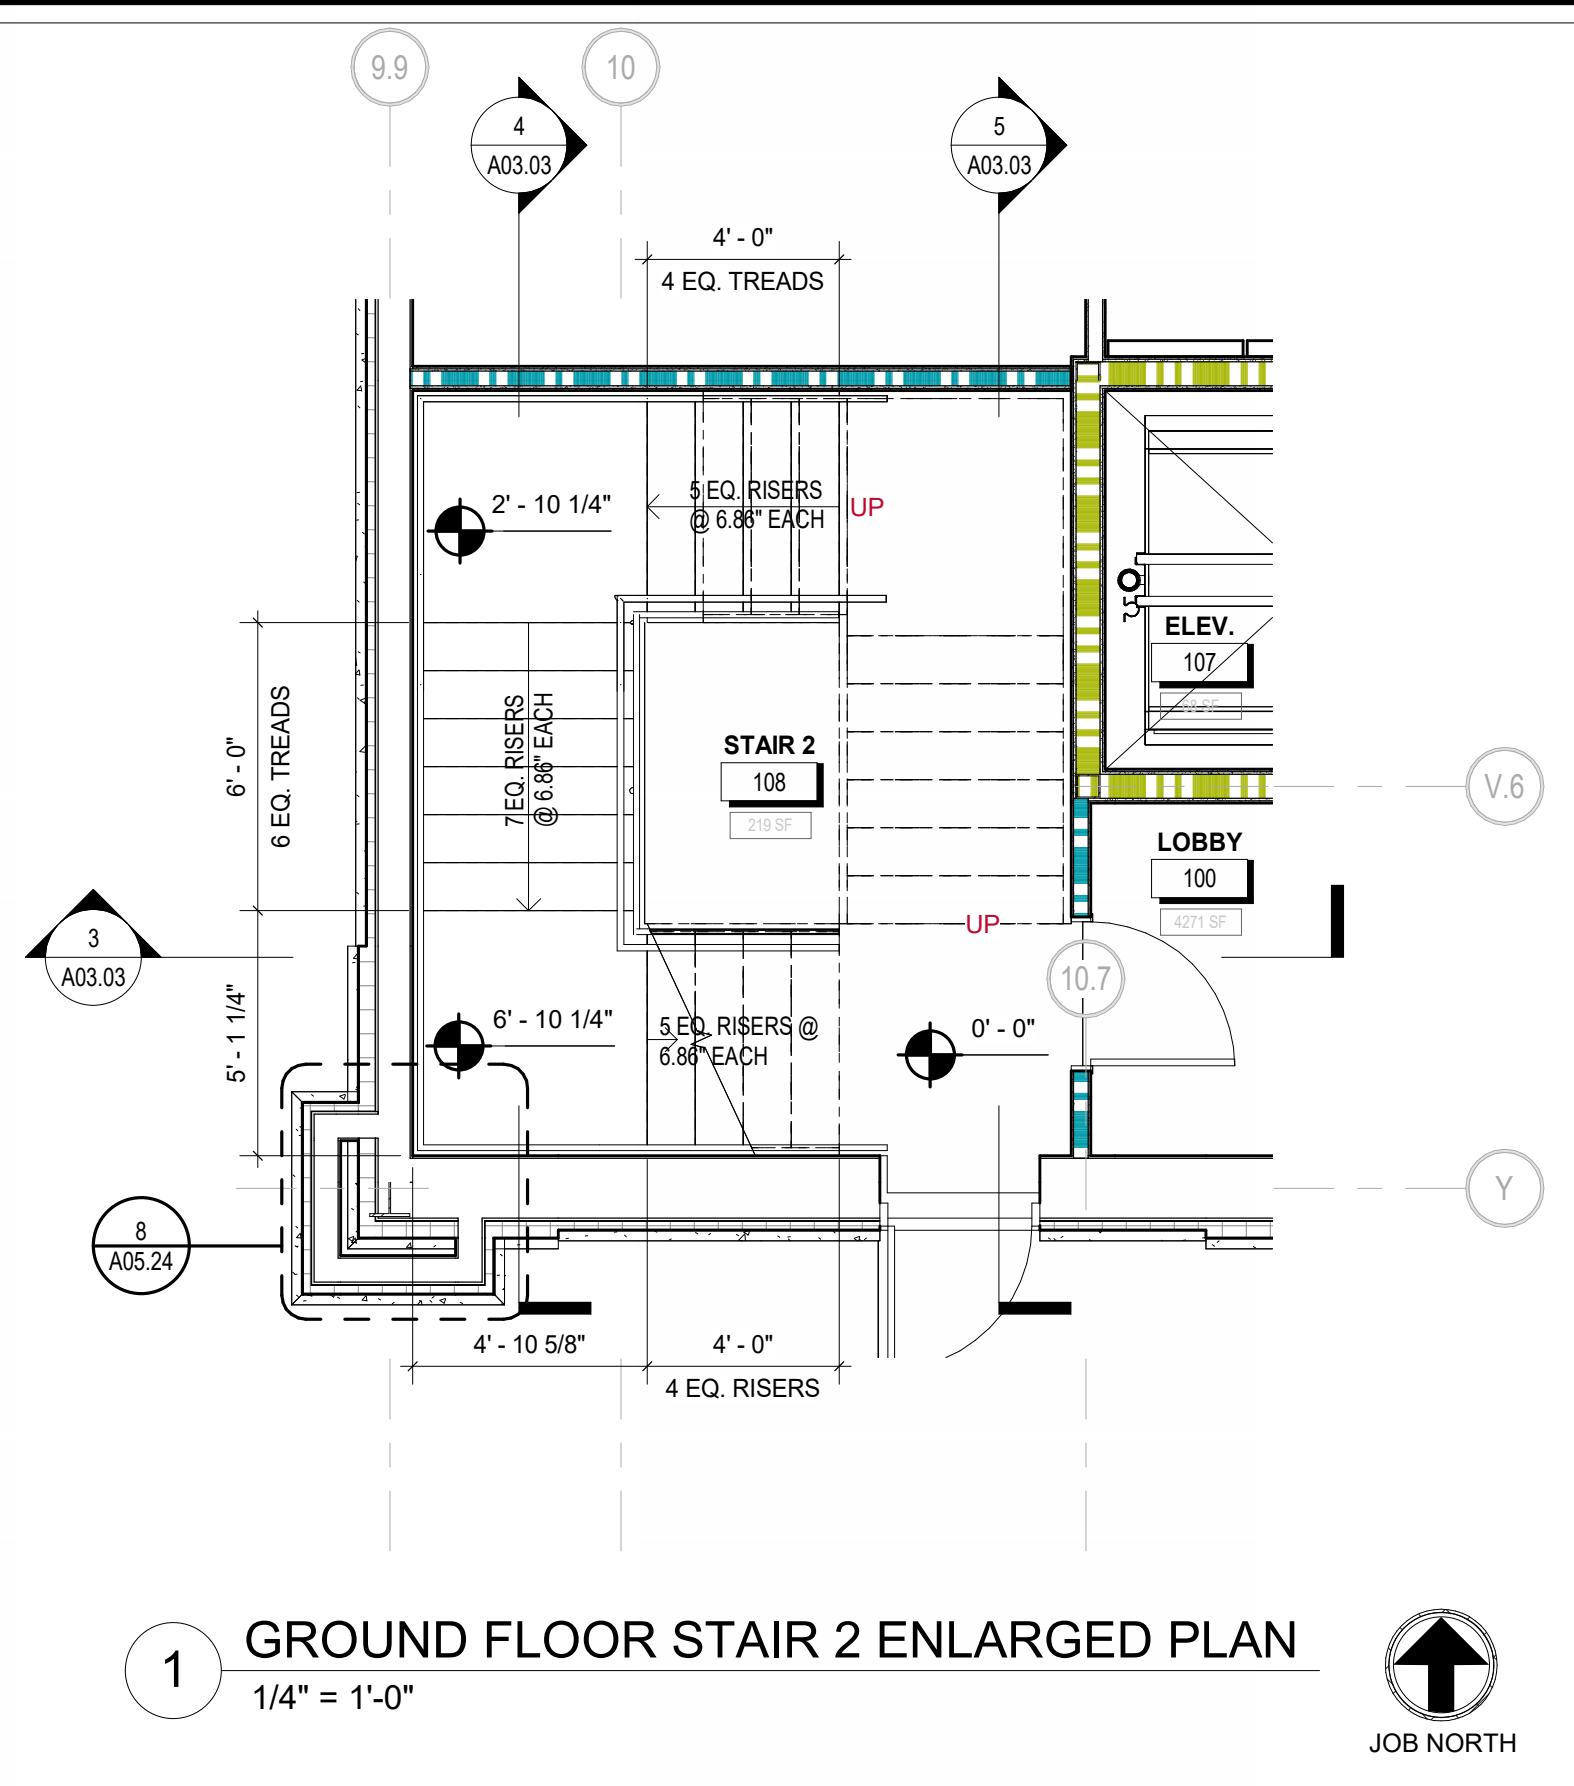 9.9
10
4
A03.03
5
A03.03
4' - 0"
4 EQ. TREADS
2' - 10 1/4"
5 EQ. RISERS
@ 6.86" EACH
UP
6' - 0"
6 EQ. TREADS
7 EQ. RISERS
@ 6.86" EACH
ELEV.
107
68 SF
STAIR 2
108
219 SF
V.6
LOBBY
100
4271 SF
UP
3
A03.03
10.7
5' - 1 1/4"
6' - 10 1/4"
5 EQ. RISERS @
6.86" EACH
0' - 0"
Y
8
A05.24
4' - 10 5/8"
4' - 0"
4 EQ. RISERS
1
GROUND FLOOR STAIR 2 ENLARGED PLAN
1/4" = 1'-0"
JOB NORTH